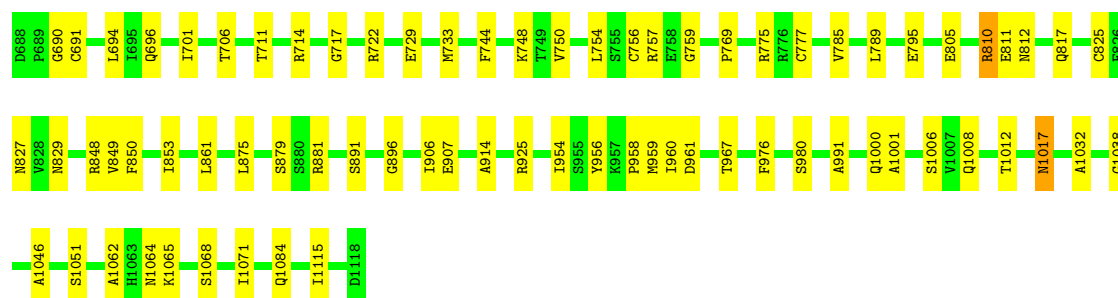 D688 P689 G690 C691 L694 I695 Q696 I701 T706 T711 R714 G717 R722 E729 M733 F744 K748 T749 V750 L754 S755 C756 R757 E758 G759 P769 R775 R776 C777 V785 L789 E795 E805 R810 E811 N812 Q817 C825 E826
N827 V828 N829 R848 V849 F850 I853 L861 L875 S879 S880 R881 S891 G896 I906 E907 A914 R925 I954 S955 Y956 K957 P958 M959 I960 D961 T967 F976 S980 A991 Q1000 A1001 S1006 V1007 Q1008 T1012 N1017 A1032
A1046 S1051 A1062 H1063 N1064 K1065 S1068 I1071 Q1084 I1115 D1118